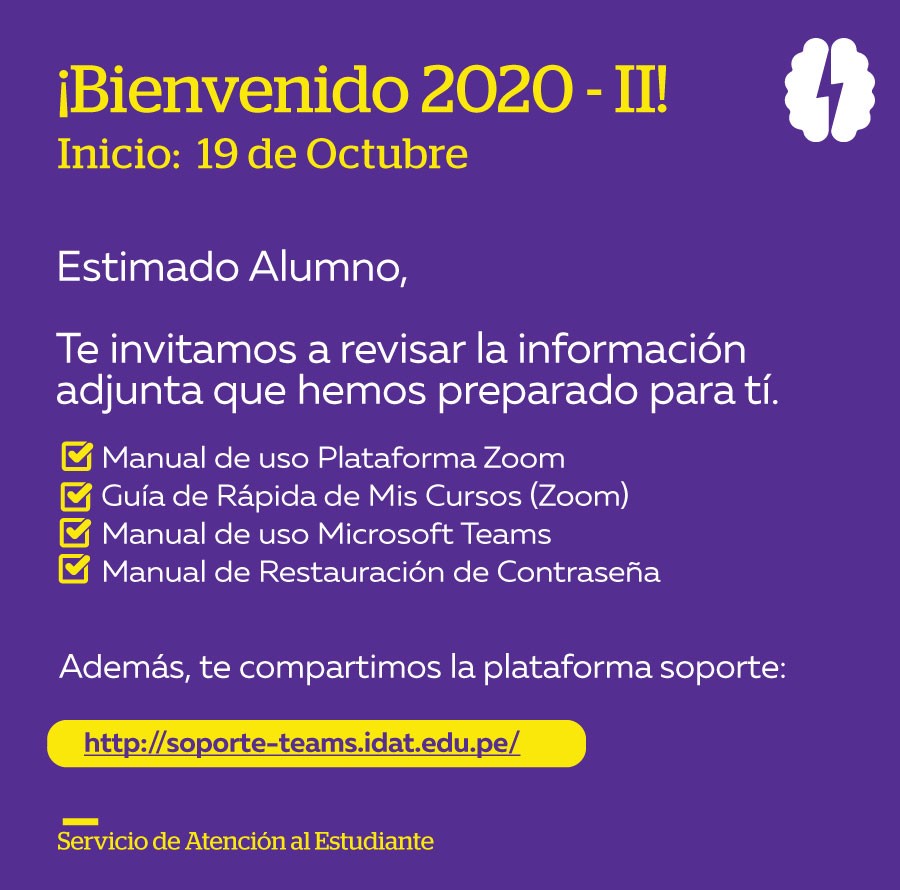 ¡Bienvenido 2020 - II!
Inicio: 19 de Octubre
Estimado Alumno,
Te invitamos a revisar la información
adjunta que hemos preparado para tí.
Manual de uso Plataforma Zoom
Guía de Rápida de Mis Cursos (Zoom)
Manual de uso Microsoft Teams
Manual de Restauración de Contraseña
Además, te compartimos la plataforma soporte:
http://soporte-teams.idat.edu.pe/
Servicio de Atención al Estudiante